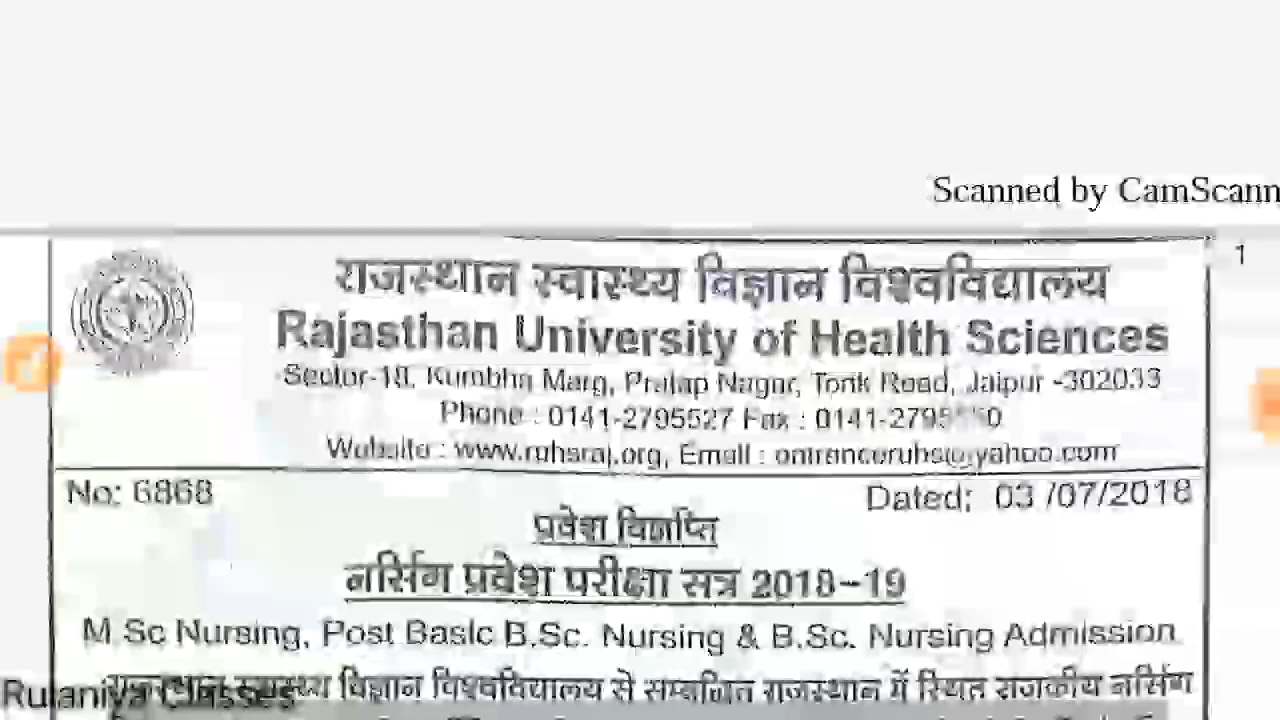 Scanned by CamScann
1
राजस्थान स्वास्थ्य विज्ञान विश्वविद्यालय
Rajasthan University of Health Sciences
Sector-18, Kumbha Marg, Pratap Nagar, Tonk Road, Jaipur -302033
Phone : 0141-2795527 Fax :
Website : www.ruhsraj.org, Email : entranceruhs@yahoo.com
No: 6868
Dated; 03 /07/2018
प्रवेश विज्ञप्ति
नर्सिंग प्रवेश परीक्षा सत्र 2018-19
M.Sc Nursing, Post Basic B.Sc. Nursing & B.Sc. Nursing Admission
राजस्थान स्वास्थ्य विज्ञान विश्वविद्यालय से सम्बन्धित राजस्थान में स्थित राजकीय नर्सिंग
Rulaniya Classes